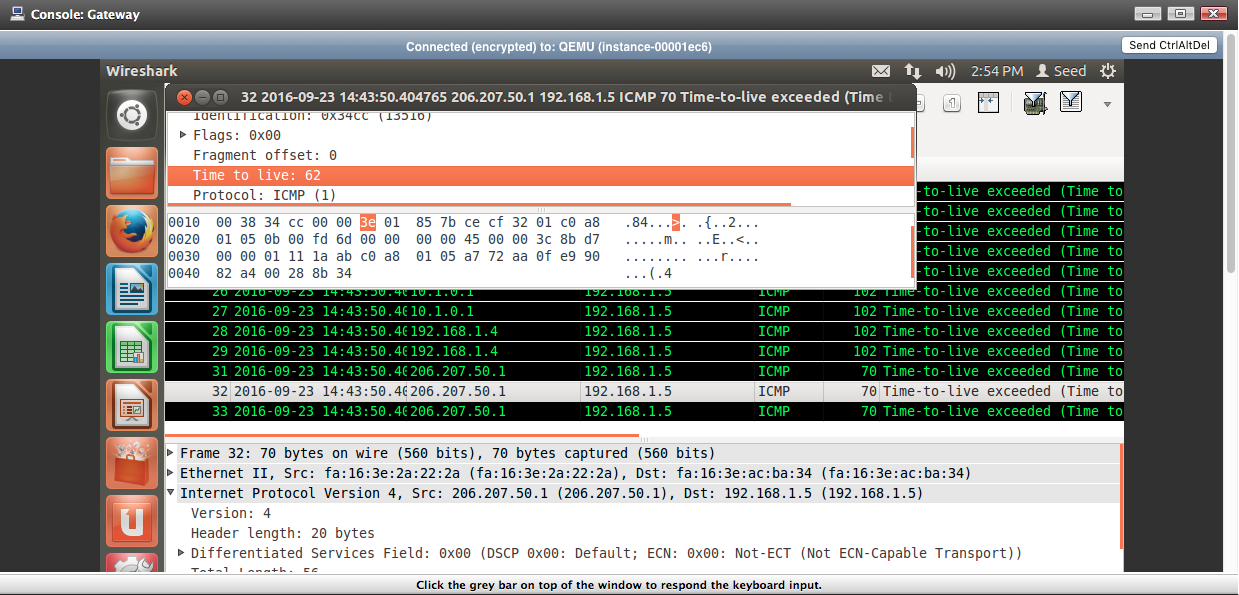 Console: Gateway
Connected (encrypted) to: QEMU (instance-00001ec6)
Send CtrlAltDel
Wireshark
2:54 PM Seed
32 2016-09-23 14:43:50.404765 206.207.50.1 192.168.1.5 ICMP 70 Time-to-live exceeded (Time
Identification: 0x34cc (13516)
Flags: 0x00
Fragment offset: 0
Time to live: 62
Protocol: ICMP (1)
-to-live exceeded (Time to
-to-live exceeded (Time to
-to-live exceeded (Time to
-to-live exceeded (Time to
-to-live exceeded (Time to
0010 00 38 34 cc 00 00 3e 01 85 7b ce cf 32 01 c0 a8 .84...>. .{..2...
0020 01 05 0b 00 fd 6d 00 00 00 00 45 00 00 3c 8b d7 .....m.. ..E..<..
0030 00 00 01 11 1a ab c0 a8 01 05 a7 72 aa 0f e9 90 ........ ...r....
0040 82 a4 00 28 8b 34 ...(.4
26 2016-09-23 14:43:50.40 10.1.0.1 192.168.1.5 ICMP 102 Time-to-live exceeded (Time to
27 2016-09-23 14:43:50.40 10.1.0.1 192.168.1.5 ICMP 102 Time-to-live exceeded (Time to
28 2016-09-23 14:43:50.40 192.168.1.4 192.168.1.5 ICMP 102 Time-to-live exceeded (Time to
29 2016-09-23 14:43:50.40 192.168.1.4 192.168.1.5 ICMP 102 Time-to-live exceeded (Time to
31 2016-09-23 14:43:50.40 206.207.50.1 192.168.1.5 ICMP 70 Time-to-live exceeded (Time to
32 2016-09-23 14:43:50.40 206.207.50.1 192.168.1.5 ICMP 70 Time-to-live exceeded (Time to
33 2016-09-23 14:43:50.40 206.207.50.1 192.168.1.5 ICMP 70 Time-to-live exceeded (Time to
Frame 32: 70 bytes on wire (560 bits), 70 bytes captured (560 bits)
Ethernet II, Src: fa:16:3e:2a:22:2a (fa:16:3e:2a:22:2a), Dst: fa:16:3e:ac:ba:34 (fa:16:3e:ac:ba:34)
Internet Protocol Version 4, Src: 206.207.50.1 (206.207.50.1), Dst: 192.168.1.5 (192.168.1.5)
Version: 4
Header length: 20 bytes
Differentiated Services Field: 0x00 (DSCP 0x00: Default; ECN: 0x00: Not-ECT (Not ECN-Capable Transport))
Total Length: 56
Click the grey bar on top of the window to respond the keyboard input.